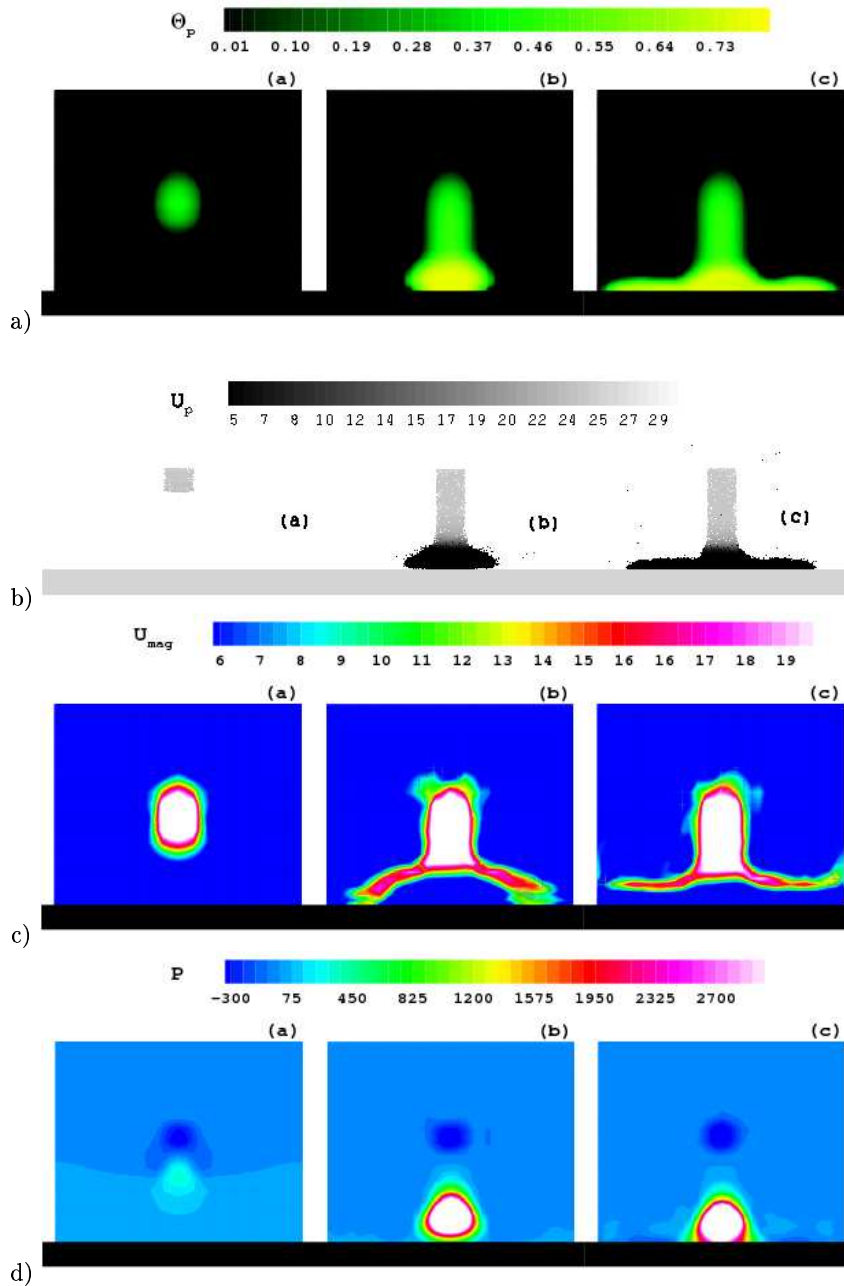 Θp
0.01 0.10 0.19 0.28 0.37 0.46 0.55 0.64 0.73
(a) (b) (c)
a)
Up
5 7 8 10 12 14 15 17 19 20 22 24 25 27 29
(a) (b) (c)
b)
Umag
6 7 8 9 10 11 12 13 14 15 16 16 17 18 19
(a) (b) (c)
c)
P
-300 75 450 825 1200 1575 1950 2325 2700
(a) (b) (c)
d)